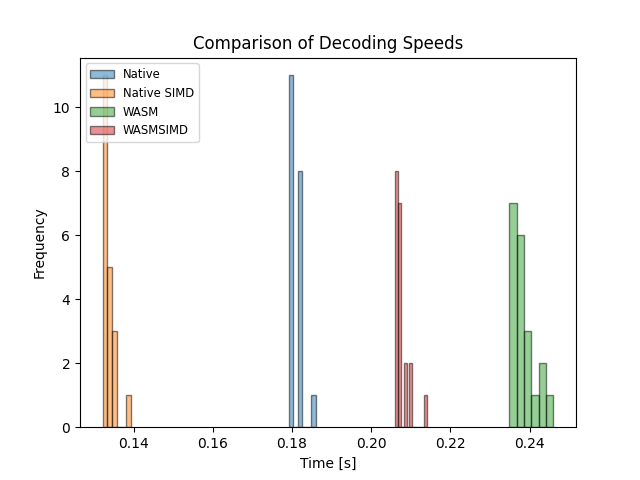 Comparison of Decoding Speeds
Native
Native SIMD
WASM
WASMSIMD
Frequency
10
8
6
4
2
0
0.14 0.16 0.18 0.20 0.22 0.24
Time [s]